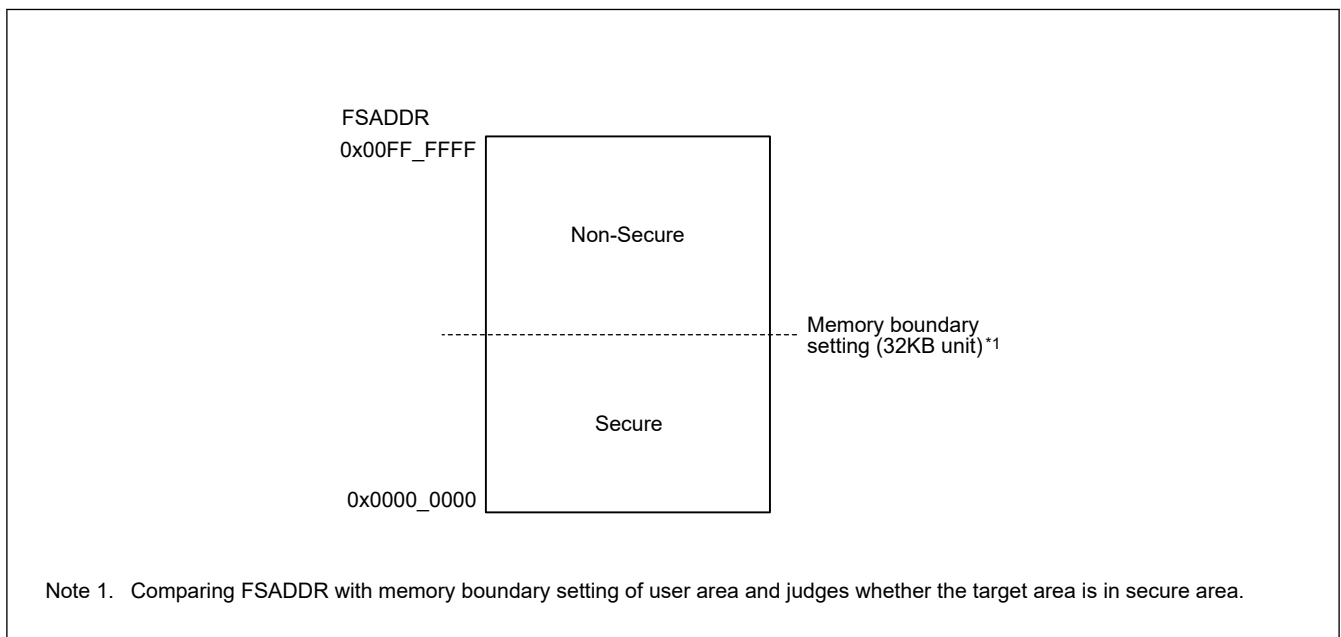 FSADDR
0x00FF_FFFF
Non-Secure
Memory boundary
setting (32KB unit)*1
Secure
0x0000_0000
Note 1. Comparing FSADDR with memory boundary setting of user area and judges whether the target area is in secure area.